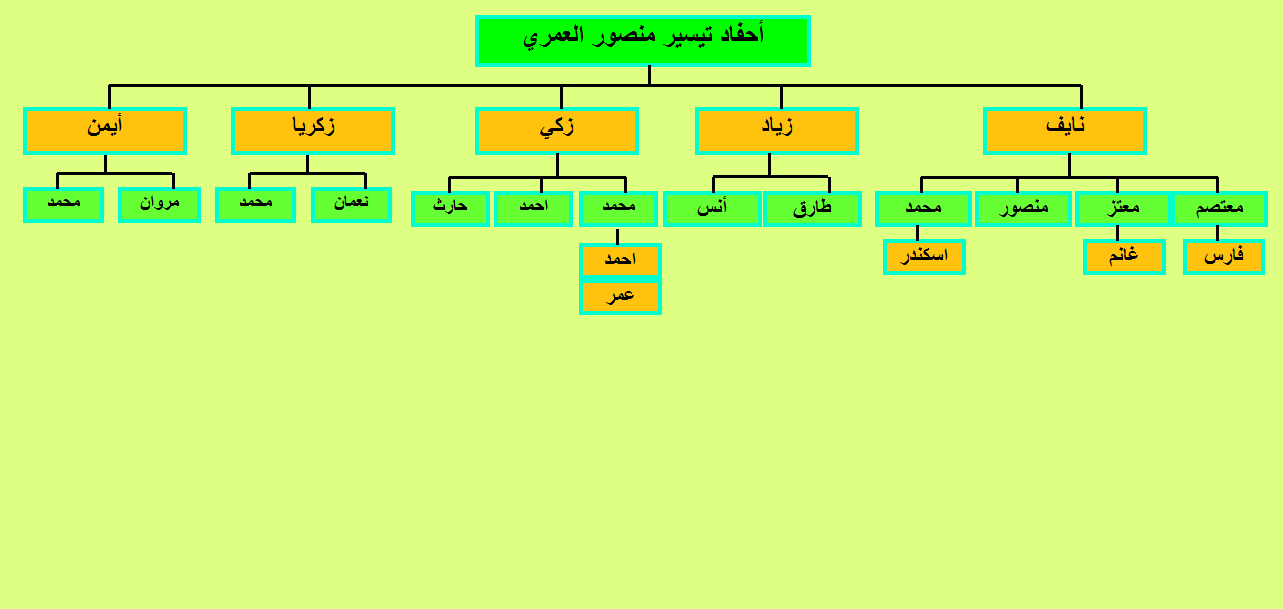 أحفاد تيسير منصور العمري
نايف
زياد
زكي
زكريا
أيمن
معتصم
معتز
منصور
محمد
طارق
أنس
محمد
احمد
حارث
نعمان
محمد
مروان
محمد
فارس
غانم
اسكندر
احمد
عمر